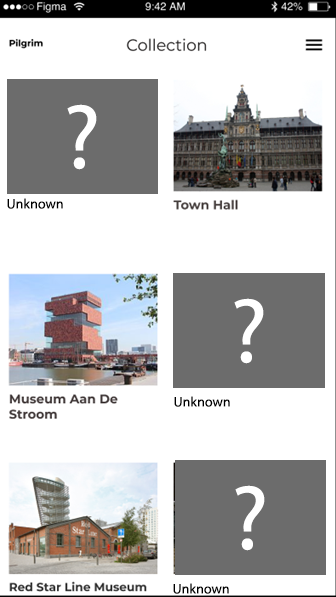 Figma 9:42 AM 42%
Pilgrim Collection
?
Unknown
Town Hall
Museum Aan De
Stroom
?
Unknown
Red Star Line Museum
?
Unknown